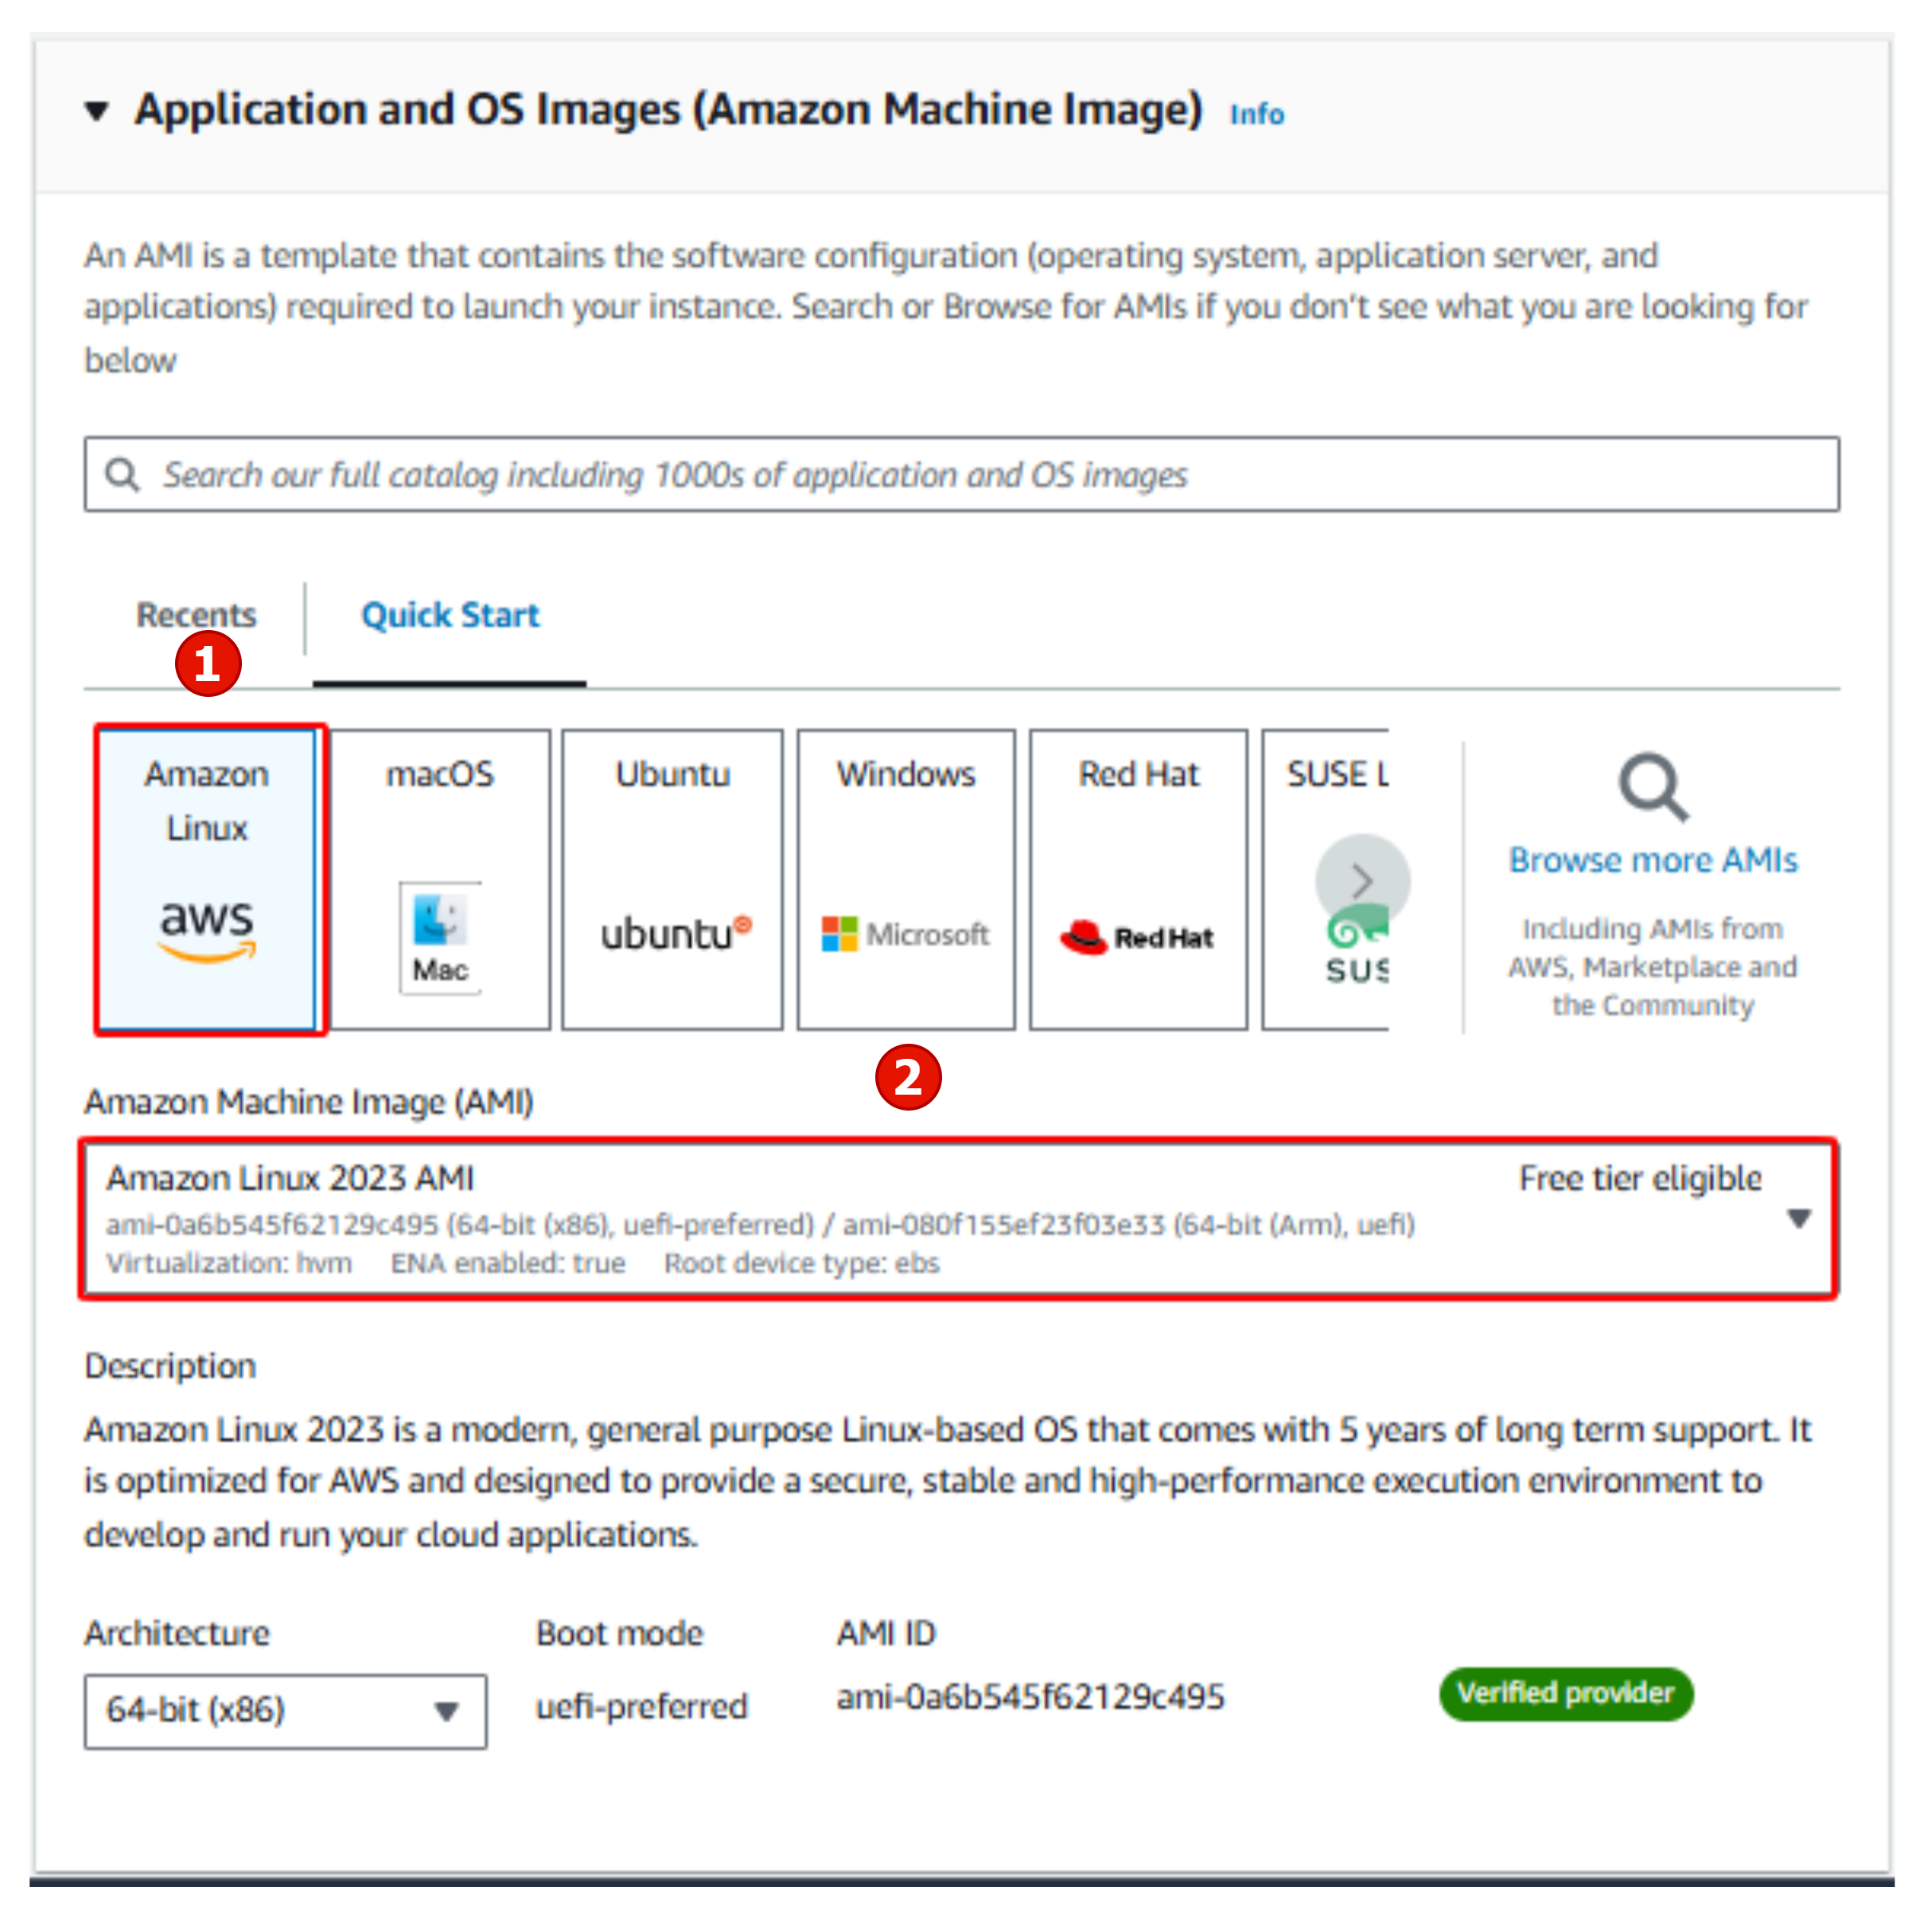 Application and OS Images (Amazon Machine Image) Info
An AMI is a template that contains the software configuration (operating system, application server, and
applications) required to launch your instance. Search or Browse for AMIs if you don't see what you are looking for
below
Search our full catalog including 1000s of application and OS images
Recents Quick Start
1
Amazon
Linux
aws
macOS
Mac
Ubuntu
ubuntu
Windows
Microsoft
Red Hat
Red Hat
SUSE L
SUS
Browse more AMIs
Including AMIs from
AWS, Marketplace and
the Community
2
Amazon Machine Image (AMI)
Amazon Linux 2023 AMI Free tier eligible
ami-0a6b545f62129c495 (64-bit (x86), uefi-preferred) / ami-080f155ef23f03e33 (64-bit (Arm), uefi)
Virtualization: hvm ENA enabled: true Root device type: ebs
Description
Amazon Linux 2023 is a modern, general purpose Linux-based OS that comes with 5 years of long term support. It
is optimized for AWS and designed to provide a secure, stable and high-performance execution environment to
develop and run your cloud applications.
Architecture Boot mode AMI ID
64-bit (x86) uefi-preferred ami-0a6b545f62129c495 Verified provider